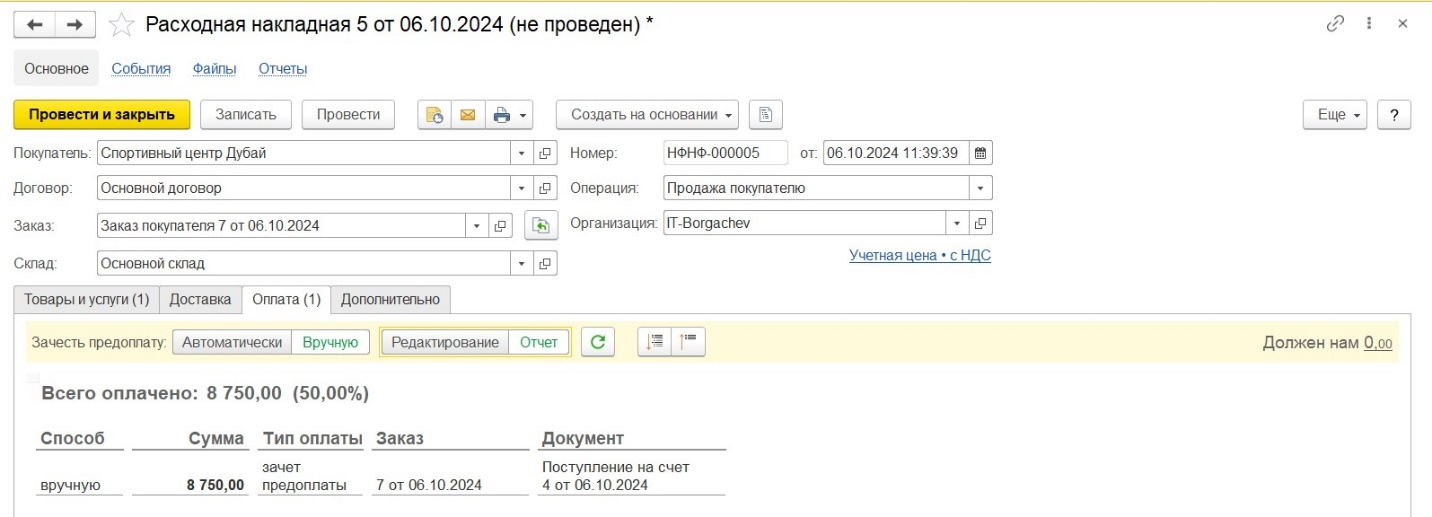 Расходная накладная 5 от 06.10.2024 (не проведен) *
Основное События Файлы Отчеты
Провести и закрыть Записать Провести Создать на основании Еще ?
Покупатель: Спортивный центр Дубай Номер: НФНФ-000005 от: 06.10.2024 11:39:39
Договор: Основной договор Операция: Продажа покупателю
Заказ: Заказ покупателя 7 от 06.10.2024 Организация: IT-Borgachev
Склад: Основной склад Учетная цена • с НДС
Товары и услуги (1) Доставка Оплата (1) Дополнительно
Зачесть предоплату: Автоматически Вручную Редактирование Отчет Должен нам 0,00
Всего оплачено: 8 750,00 (50,00%)
Способ Сумма Тип оплаты Заказ Документ
вручную 8 750,00 зачет предоплаты 7 от 06.10.2024 Поступление на счет 4 от 06.10.2024